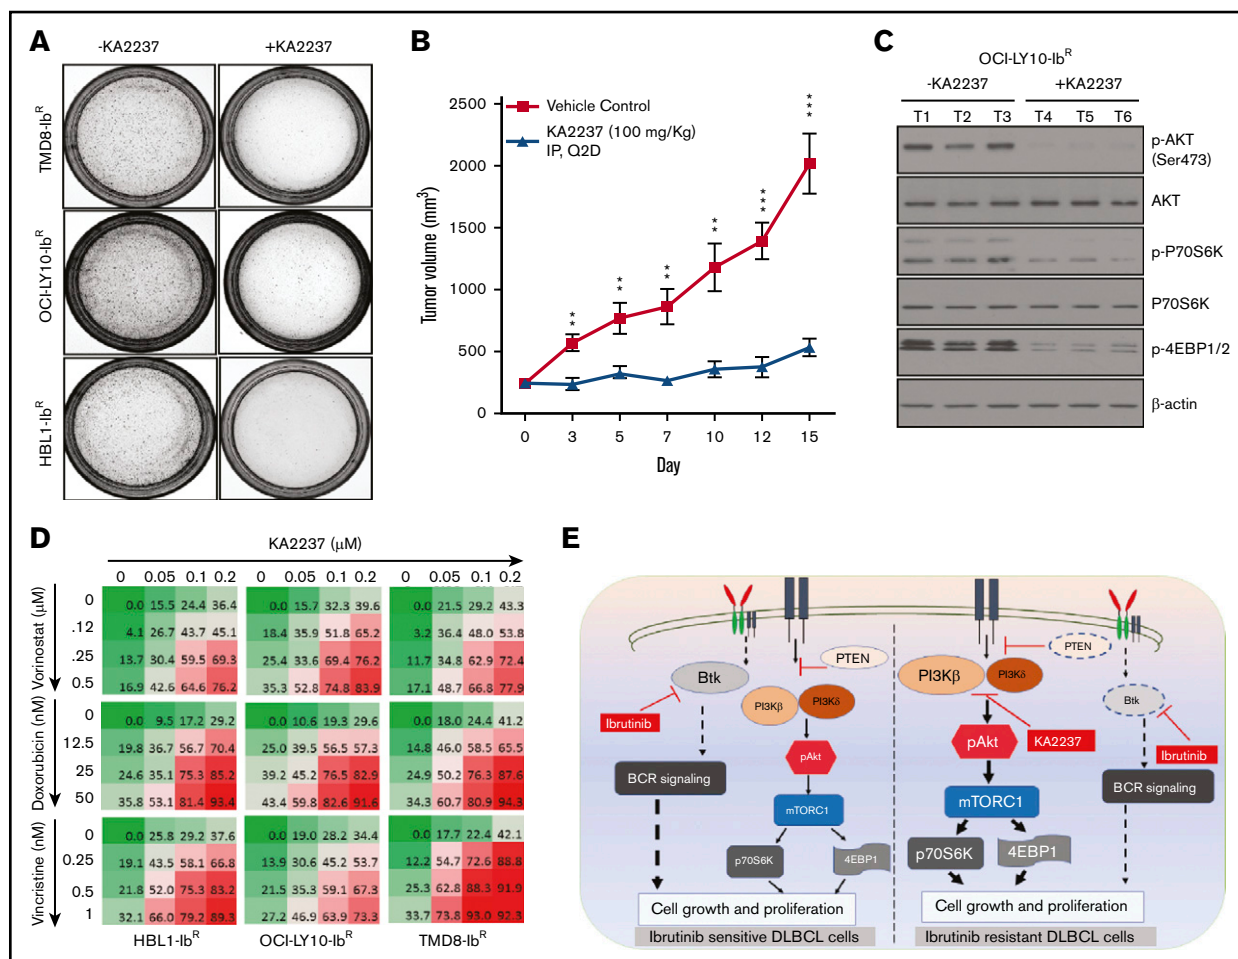 A
-KA2237 +KA2237
TMD8-Ib^R
OCI-LY10-Ib^R
HBL1-Ib^R
B
2500
2000
1500
1000
500
0
Tumor volume (mm³)
Vehicle Control
KA2237 (100 mg/Kg)
IP, Q2D
** ** ** ** *** ***
0 3 5 7 10 12 15
Day
C
OCI-LY10-Ib^R
-KA2237 +KA2237
T1 T2 T3 T4 T5 T6
p-AKT
(Ser473)
AKT
p-P70S6K
P70S6K
p-4EBP1/2
β-actin
D
KA2237 (μM)
0 0.05 0.1 0.2 0 0.05 0.1 0.2 0 0.05 0.1 0.2
Vorinostat (μM)
0 0.0 15.5 24.4 36.4 0.0 15.7 32.3 39.6 0.0 21.5 29.2 43.3
.12 4.1 26.7 43.7 45.1 18.4 35.9 51.8 65.2 3.2 36.4 48.0 53.8
.25 13.7 30.4 59.5 69.3 25.4 33.6 69.4 76.2 11.7 34.8 62.9 72.4
0.5 16.9 42.6 64.6 76.2 35.3 52.8 74.8 83.9 17.1 48.7 66.8 77.9
Doxorubicin (nM)
0 0.0 9.5 17.2 29.2 0.0 10.6 19.3 29.6 0.0 18.0 24.4 41.2
12.5 19.8 36.7 56.7 70.4 25.0 39.5 56.5 57.3 14.8 46.0 58.5 65.5
25 24.6 35.1 75.3 85.2 39.2 45.2 76.5 82.9 24.9 50.2 76.3 87.6
50 35.8 53.1 81.4 93.4 43.4 59.8 82.6 91.6 34.3 60.7 80.9 94.3
Vincristine (nM)
0 0.0 25.8 29.2 37.6 0.0 19.0 28.2 34.4 0.0 17.7 22.4 42.1
0.25 19.1 43.5 58.1 66.8 13.9 30.6 45.2 53.7 12.2 54.7 72.6 88.8
0.5 21.8 52.0 75.3 83.2 21.5 35.3 59.1 67.3 25.3 62.8 88.3 91.9
1 32.1 66.0 79.2 89.3 27.2 46.9 63.9 73.3 33.7 73.8 93.0 92.3
HBL1-Ib^R OCI-LY10-Ib^R TMD8-Ib^R
E
Btk
PTEN
PI3Kβ PI3Kδ
Ibrutinib
pAkt
BCR signaling
mTORC1
p70S6K 4EBP1
Cell growth and proliferation
Ibrutinib sensitive DLBCL cells
PTEN
PI3Kβ PI3Kδ
Btk
pAkt
KA2237
Ibrutinib
mTORC1
BCR signaling
p70S6K 4EBP1
Cell growth and proliferation
Ibrutinib resistant DLBCL cells